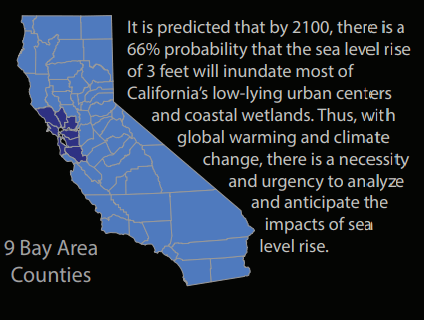 It is predicted that by 2100, there is a
66% probability that the sea level rise
of 3 feet will inundate most of
California's low-lying urban centers
and coastal wetlands. Thus, with
global warming and climate
change, there is a necessity
and urgency to analyze
and anticipate the
impacts of sea
level rise.
9 Bay Area
Counties